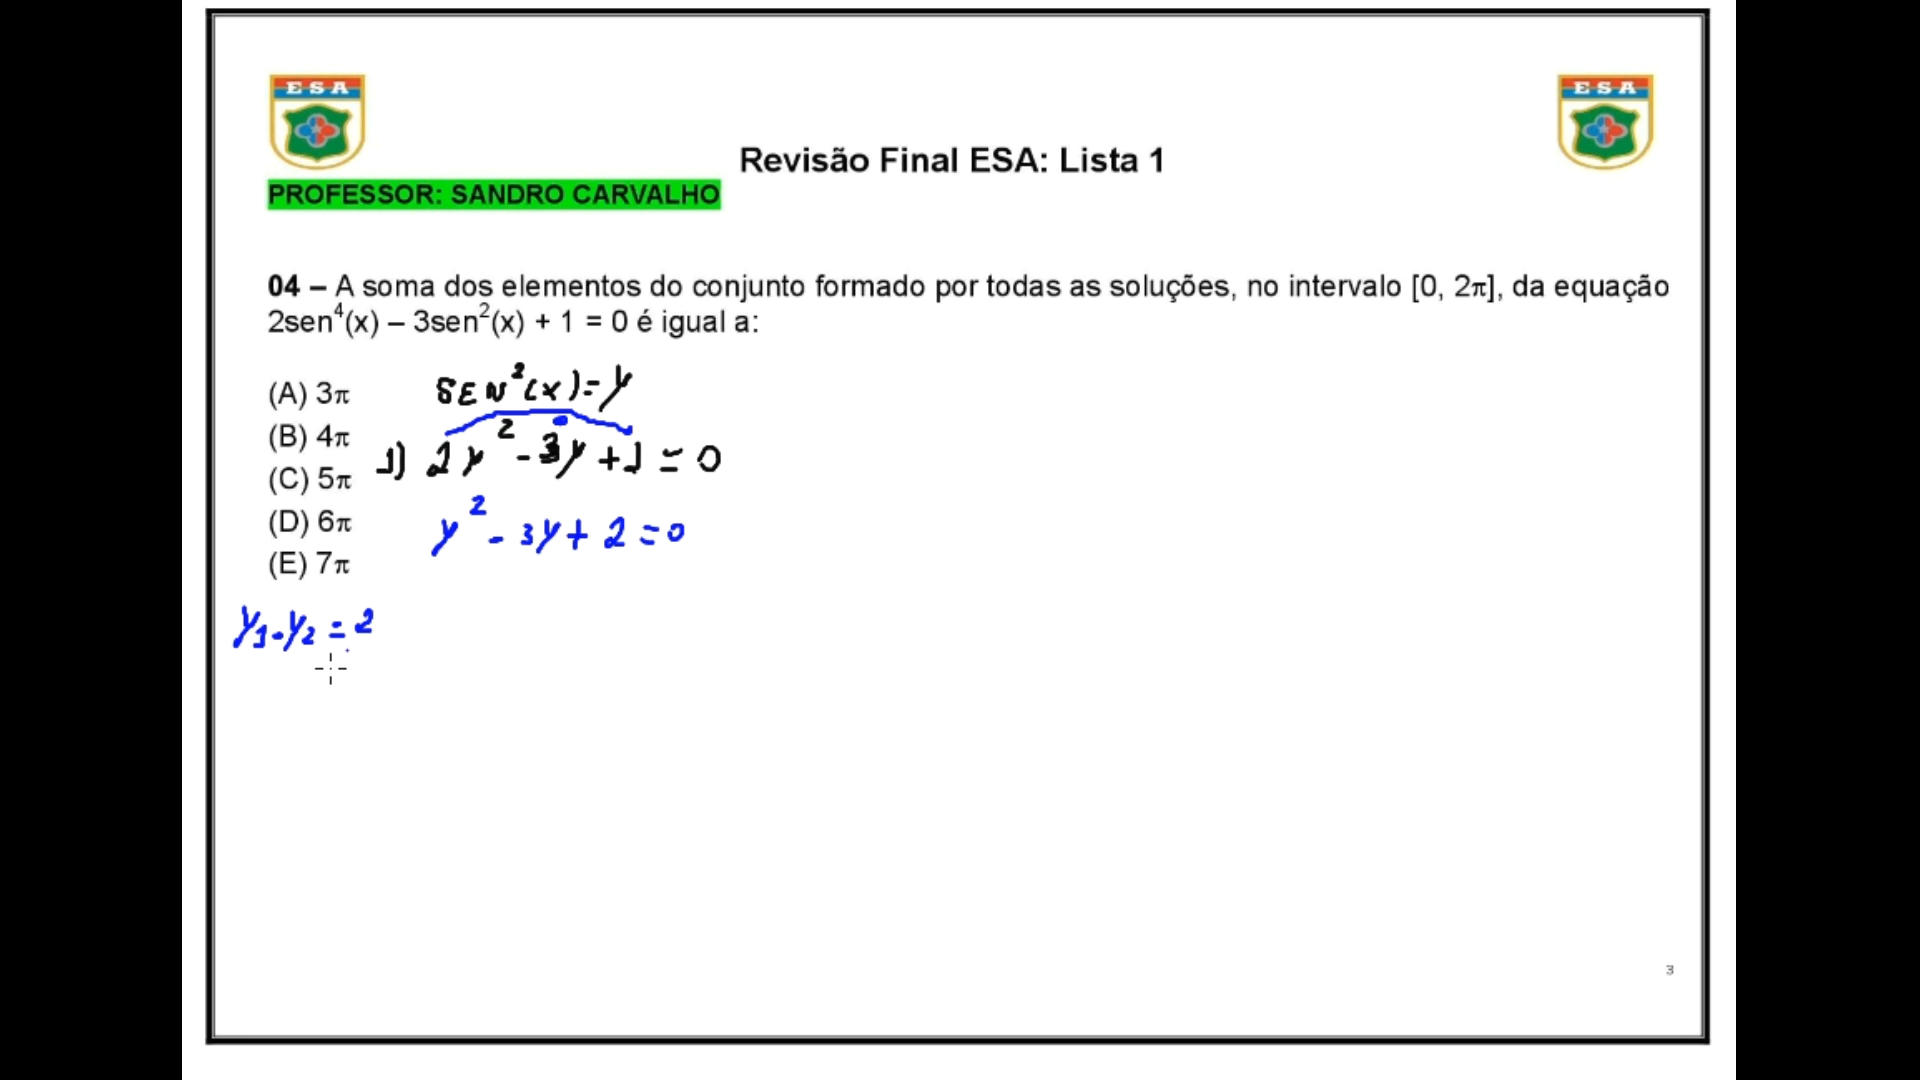 ESA
ESA
Revisão Final ESA: Lista 1
PROFESSOR: SANDRO CARVALHO
04 – A soma dos elementos do conjunto formado por todas as soluções, no intervalo [0, 2π], da equação
2sen⁴(x) – 3sen²(x) + 1 = 0 é igual a:
(A) 3π
(B) 4π
(C) 5π
(D) 6π
(E) 7π
SEN²(x)=y
1) 2y²-3y+1=0
y²-3y+2=0
y₁.y₂=2
3